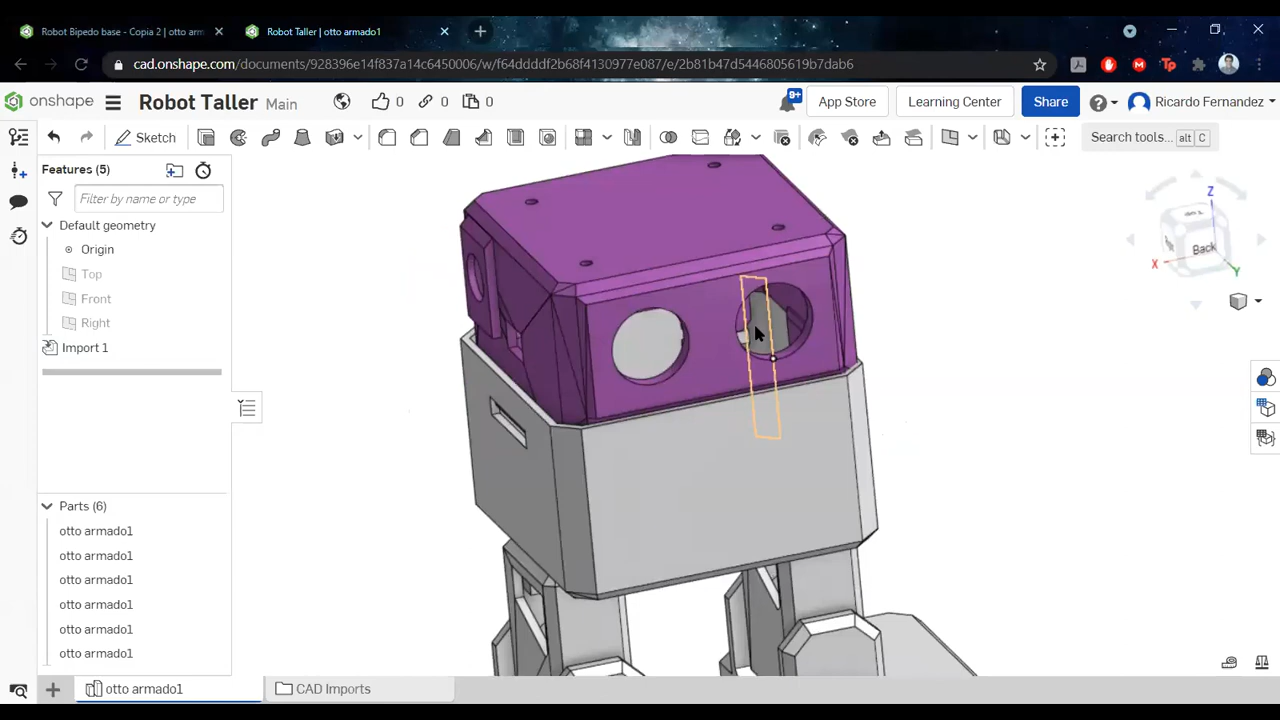 Robot Bípedo base - Copia 2 | otto arm
Robot Taller | otto armado1
cad.onshape.com/documents/928396e14f837a14c6450006/w/f64ddddf2b68f4130977e087/e/2b81b47d5446805619b7dab6
onshape
Robot Taller Main
0
0
0
9+
App Store
Learning Center
Share
Ricardo Fernandez
Sketch
Search tools... alt C
Features (5)
Filter by name or type
Default geometry
Origin
Top
Front
Right
Import 1
Parts (6)
otto armado1
otto armado1
otto armado1
otto armado1
otto armado1
otto armado1
Z
Back
X
Y
otto armado1
CAD Imports